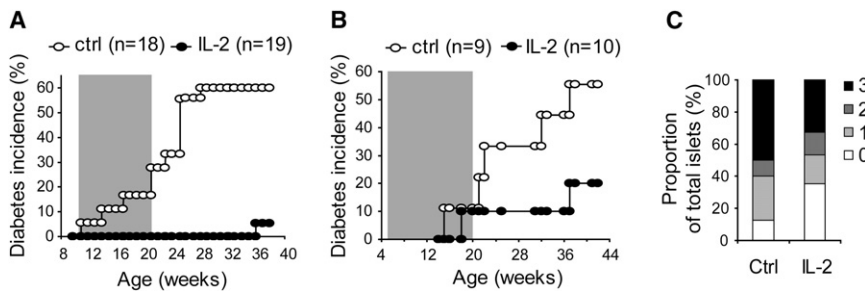 A
ctrl (n=18) IL-2 (n=19)
Diabetes incidence (%)
60
50
40
30
20
10
0
8 12 16 20 24 28 32 36 40
Age (weeks)
B
ctrl (n=9) IL-2 (n=10)
Diabetes incidence (%)
60
50
40
30
20
10
0
4 12 20 28 36 44
Age (weeks)
C
Proportion
of total islets (%)
100
80
60
40
20
0
Ctrl IL-2
3
2
1
0